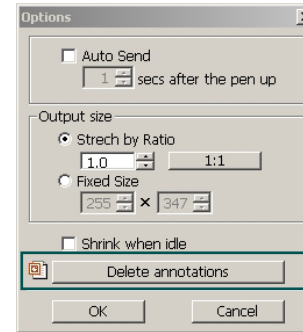 Options
Auto Send
1 secs after the pen up
Output size
Strech by Ratio
1.0 1:1
Fixed Size
255 × 347
Shrink when idle
Delete annotations
OK Cancel